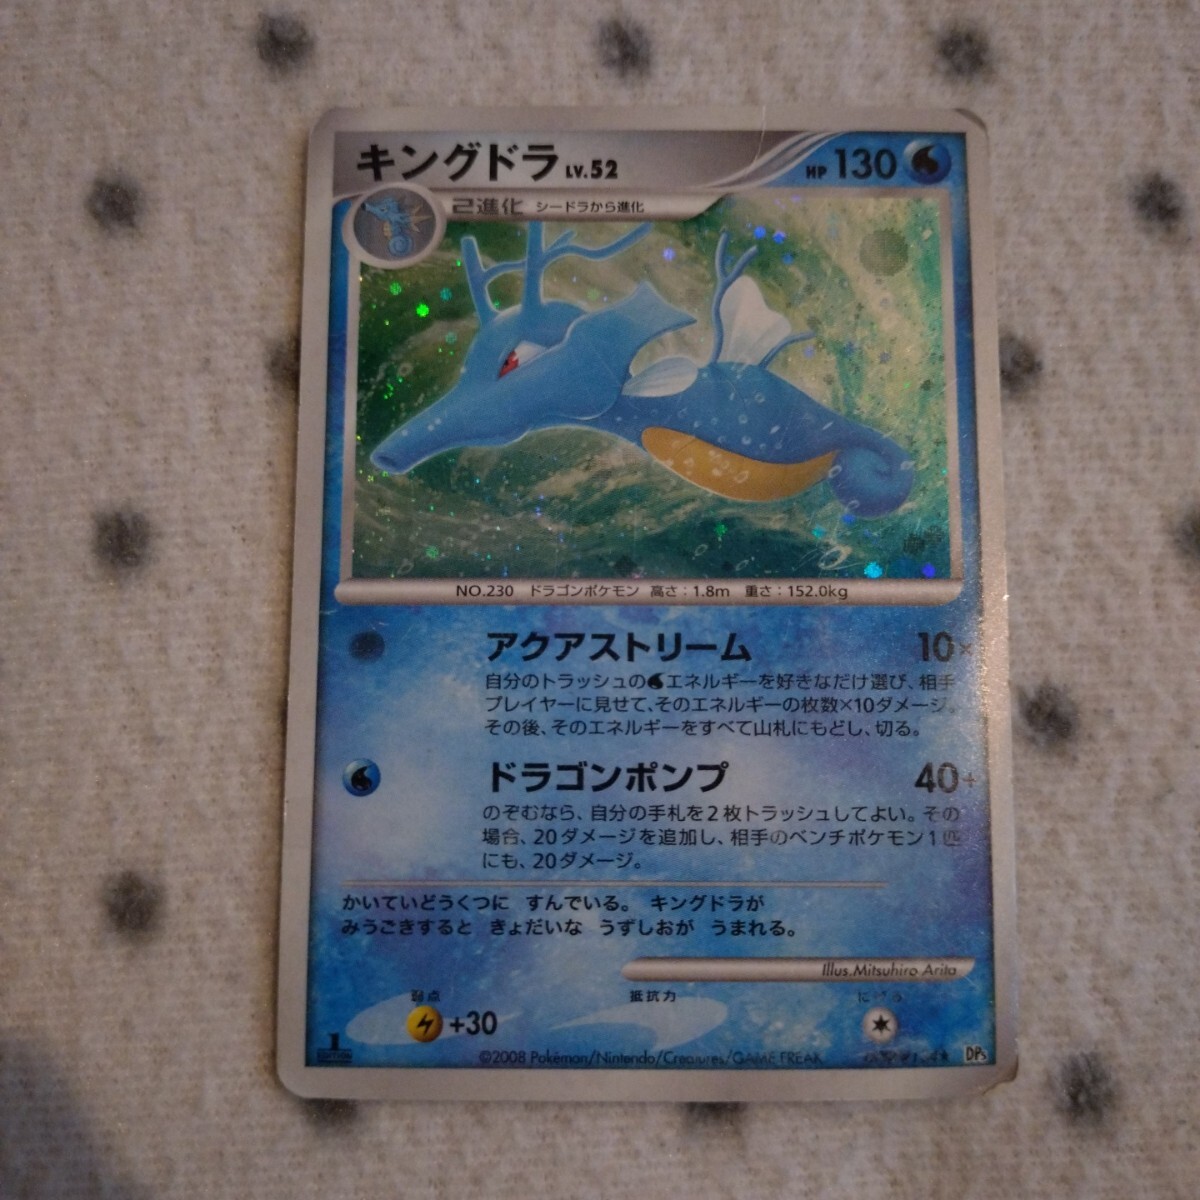 キングドラ LV.52 HP 130
2進化 シードラから進化
NO.230 ドラゴンポケモン 高さ：1.8m 重さ：152.0kg
アクアストリーム 10×
自分のトラッシュのエネルギーを好きなだけ選び、相手
プレイヤーに見せて、そのエネルギーの枚数×10ダメージ。
その後、そのエネルギーをすべて山札にもどし、切る。
ドラゴンポンプ 40+
のぞむなら、自分の手札を2枚トラッシュしてよい。その
場合、20ダメージを追加し、相手のベンチポケモン1匹
にも、20ダメージ。
かいていどうくつに すんでいる。 キングドラが
みうごきすると きょだいな うずしおが うまれる。
Illus.Mitsuhiro Arita
弱点 抵抗力 にげる
+30
1 EDITION
©2008 Pokémon/Nintendo/Creatures/GAME FREAK
DP5